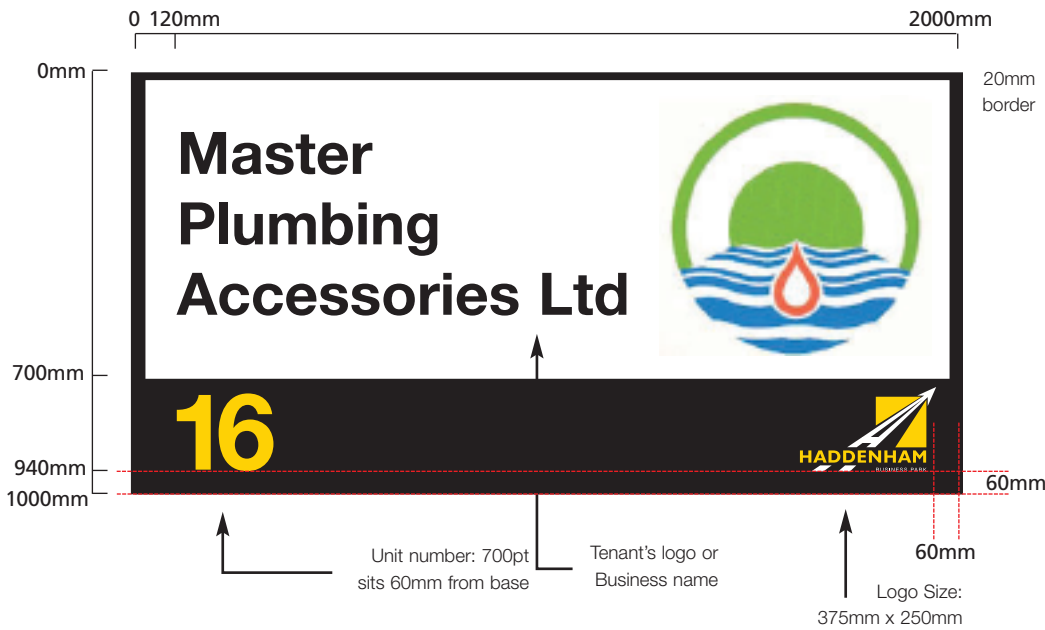 0 120mm 2000mm
0mm
20mm
border
Master
Plumbing
Accessories Ltd
700mm
16
HADDENHAM
BUSINESS PARK
940mm
1000mm
60mm
60mm
Unit number: 700pt
sits 60mm from base
Tenant's logo or
Business name
Logo Size:
375mm x 250mm